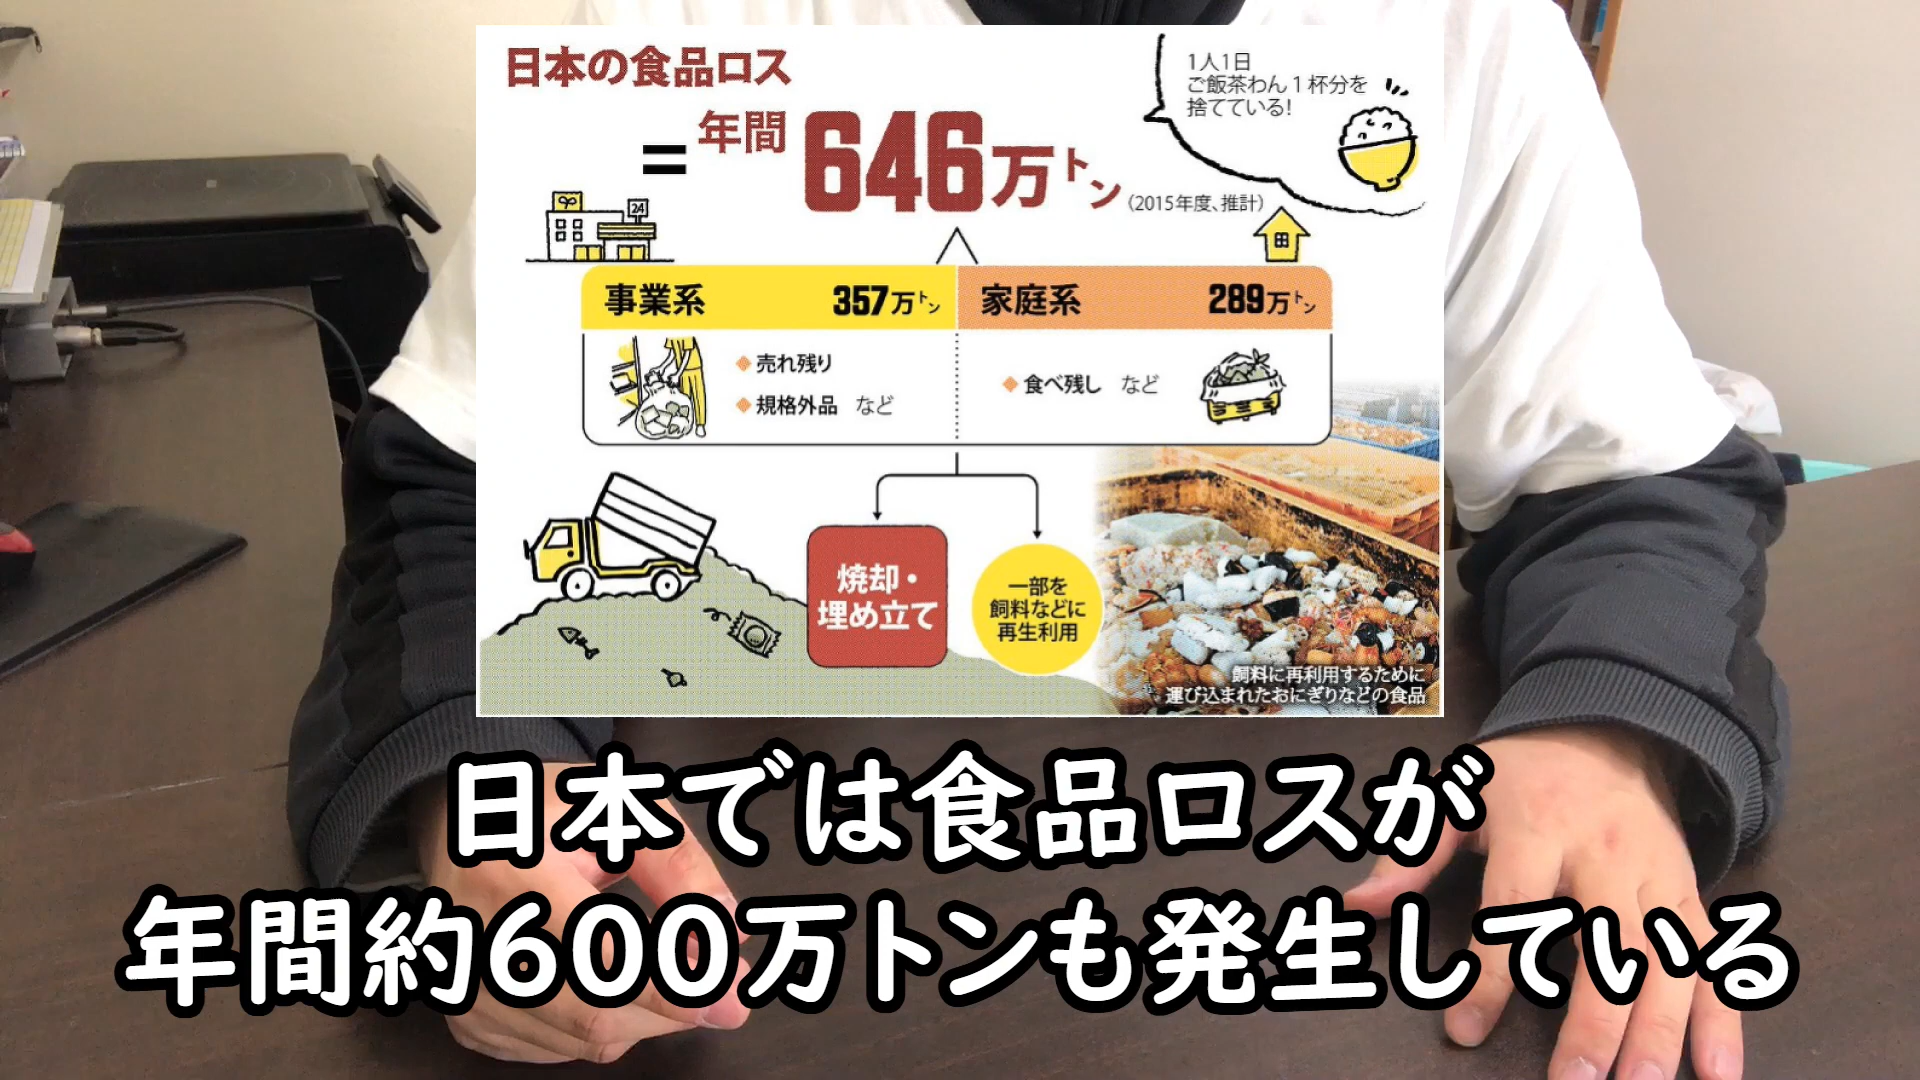 日本の食品ロス
1人1日
ご飯茶わん1杯分を
捨てている!
=年間646万トン(2015年度、推計)
24
事業系 357万トン
家庭系 289万トン
売れ残り
規格外品 など
食べ残し など
焼却・
埋め立て
一部を
飼料などに
再生利用
飼料に再利用するために
運び込まれたおにぎりなどの食品
日本では食品ロスが
年間約600万トンも発生している